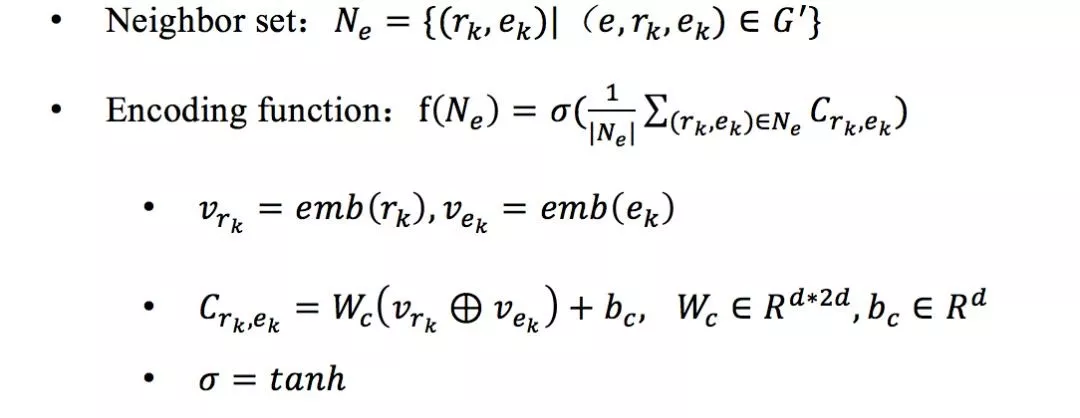 • Neighbor set： N_e = {(r_k, e_k)|（e, r_k, e_k) ∈ G′}
• Encoding function： f(N_e) = σ(1/|N_e| ∑_{(r_k,e_k)∈N_e} C_{r_k,e_k})
• v_{r_k} = emb(r_k), v_{e_k} = emb(e_k)
• C_{r_k,e_k} = W_c(v_{r_k} ⊕ v_{e_k}) + b_c, W_c ∈ R^{d*2d}, b_c ∈ R^d
• σ = tanh